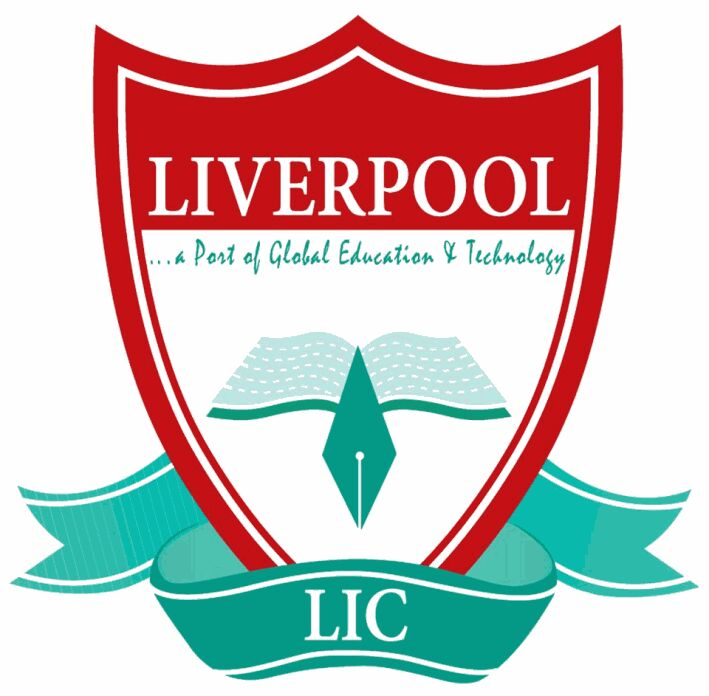 LIVERPOOL
...a Port of Global Education & Technology
LIC